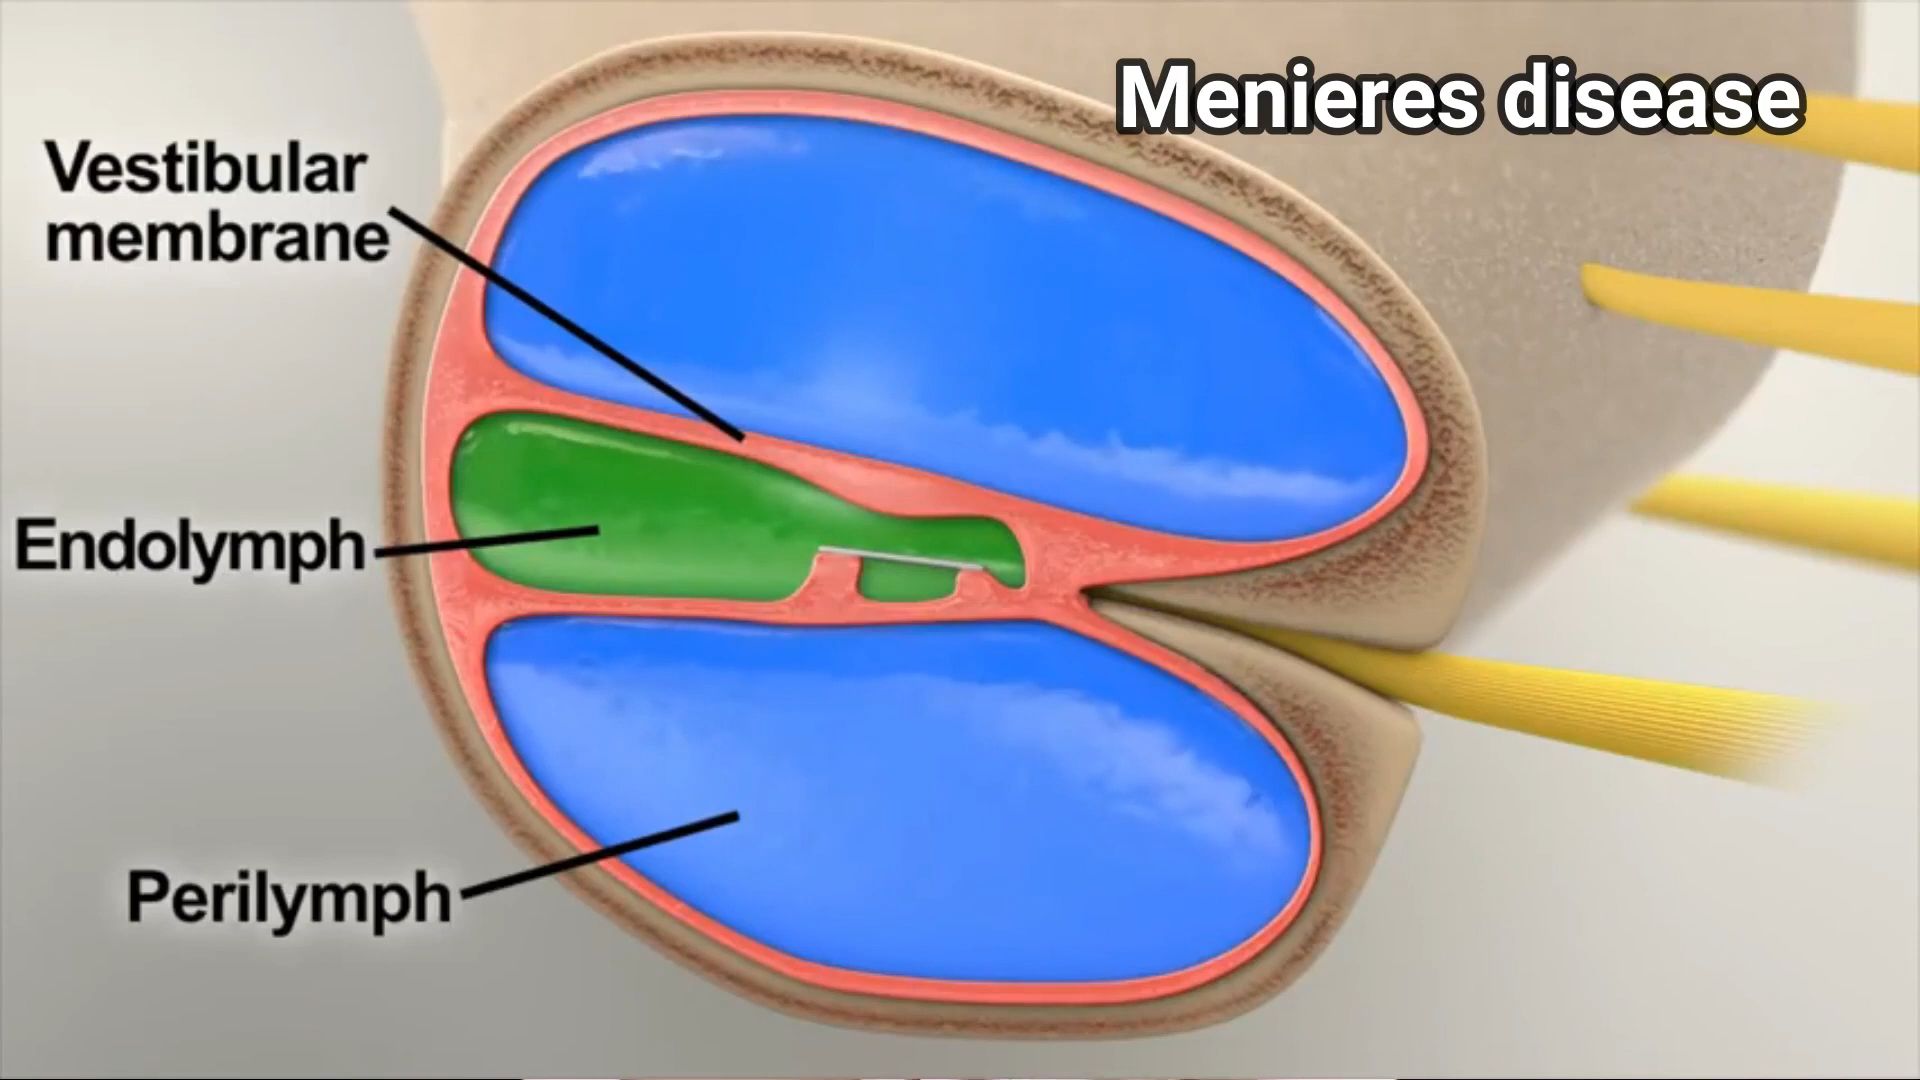 Menieres disease
Vestibular
membrane
Endolymph
Perilymph